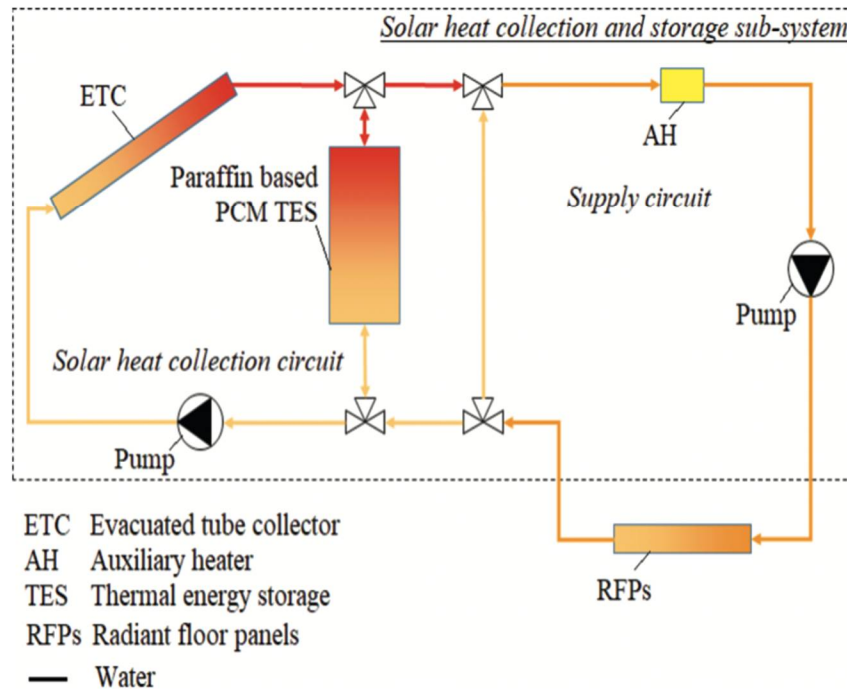 Solar heat collection and storage sub-system
ETC
AH
Paraffin based
PCM TES
Supply circuit
Pump
Solar heat collection circuit
Pump
ETC Evacuated tube collector
AH Auxiliary heater
TES Thermal energy storage
RFPs Radiant floor panels
Water
RFPs